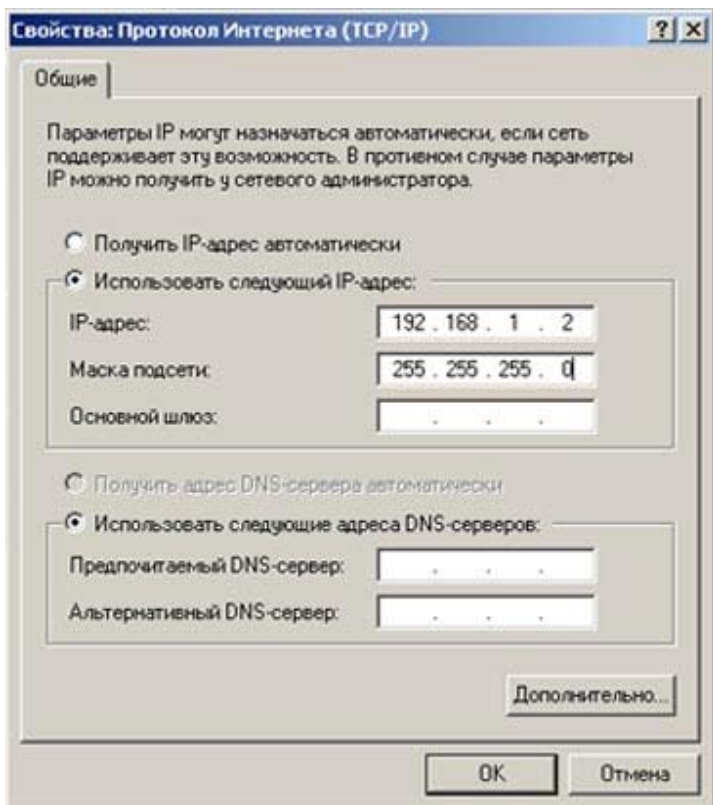 Свойства: Протокол Интернета (TCP/IP)
Общие
Параметры IP могут назначаться автоматически, если сеть
поддерживает эту возможность. В противном случае параметры
IP можно получить у сетевого администратора.
Получить IP-адрес автоматически
Использовать следующий IP-адрес:
IP-адрес: 192 . 168 . 1 . 2
Маска подсети: 255 . 255 . 255 . 0
Основной шлюз: . . .
Получить адрес DNS-сервера автоматически
Использовать следующие адреса DNS-серверов:
Предпочитаемый DNS-сервер: . . .
Альтернативный DNS-сервер: . . .
Дополнительно...
OK Отмена